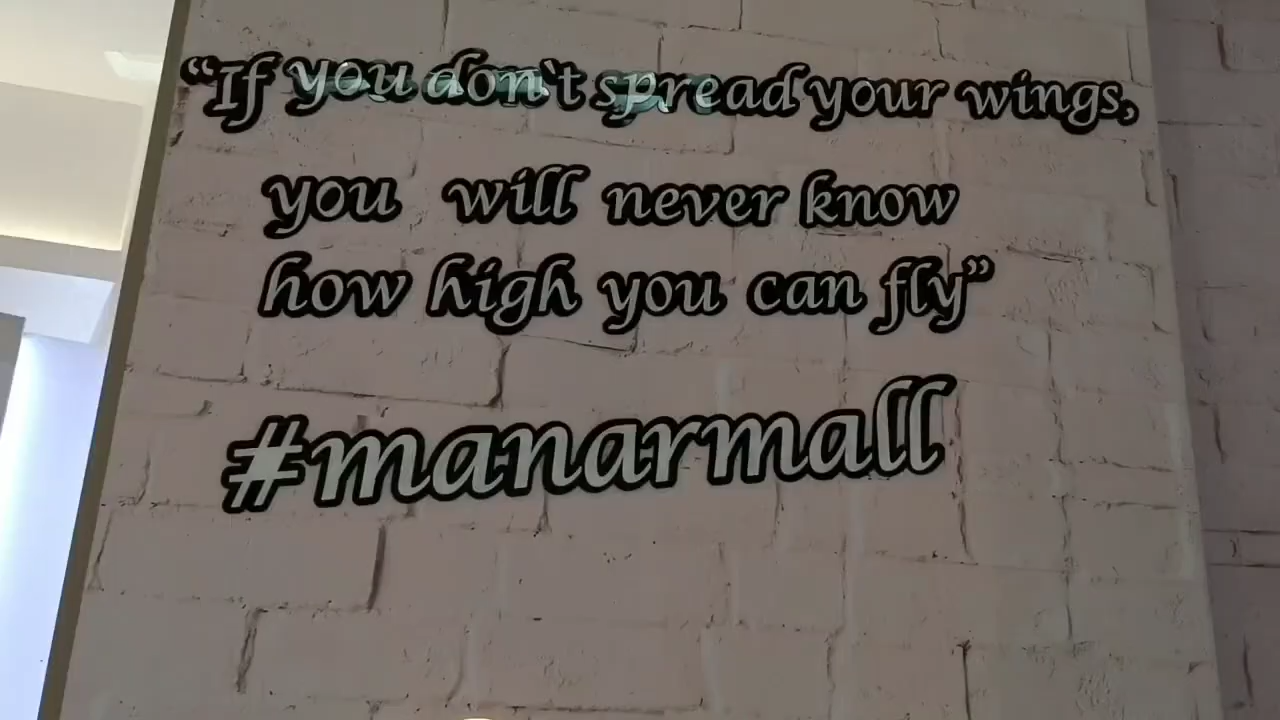 “If you don‵t spread your wings,
you will never know
how high you can fly”
#manarmall